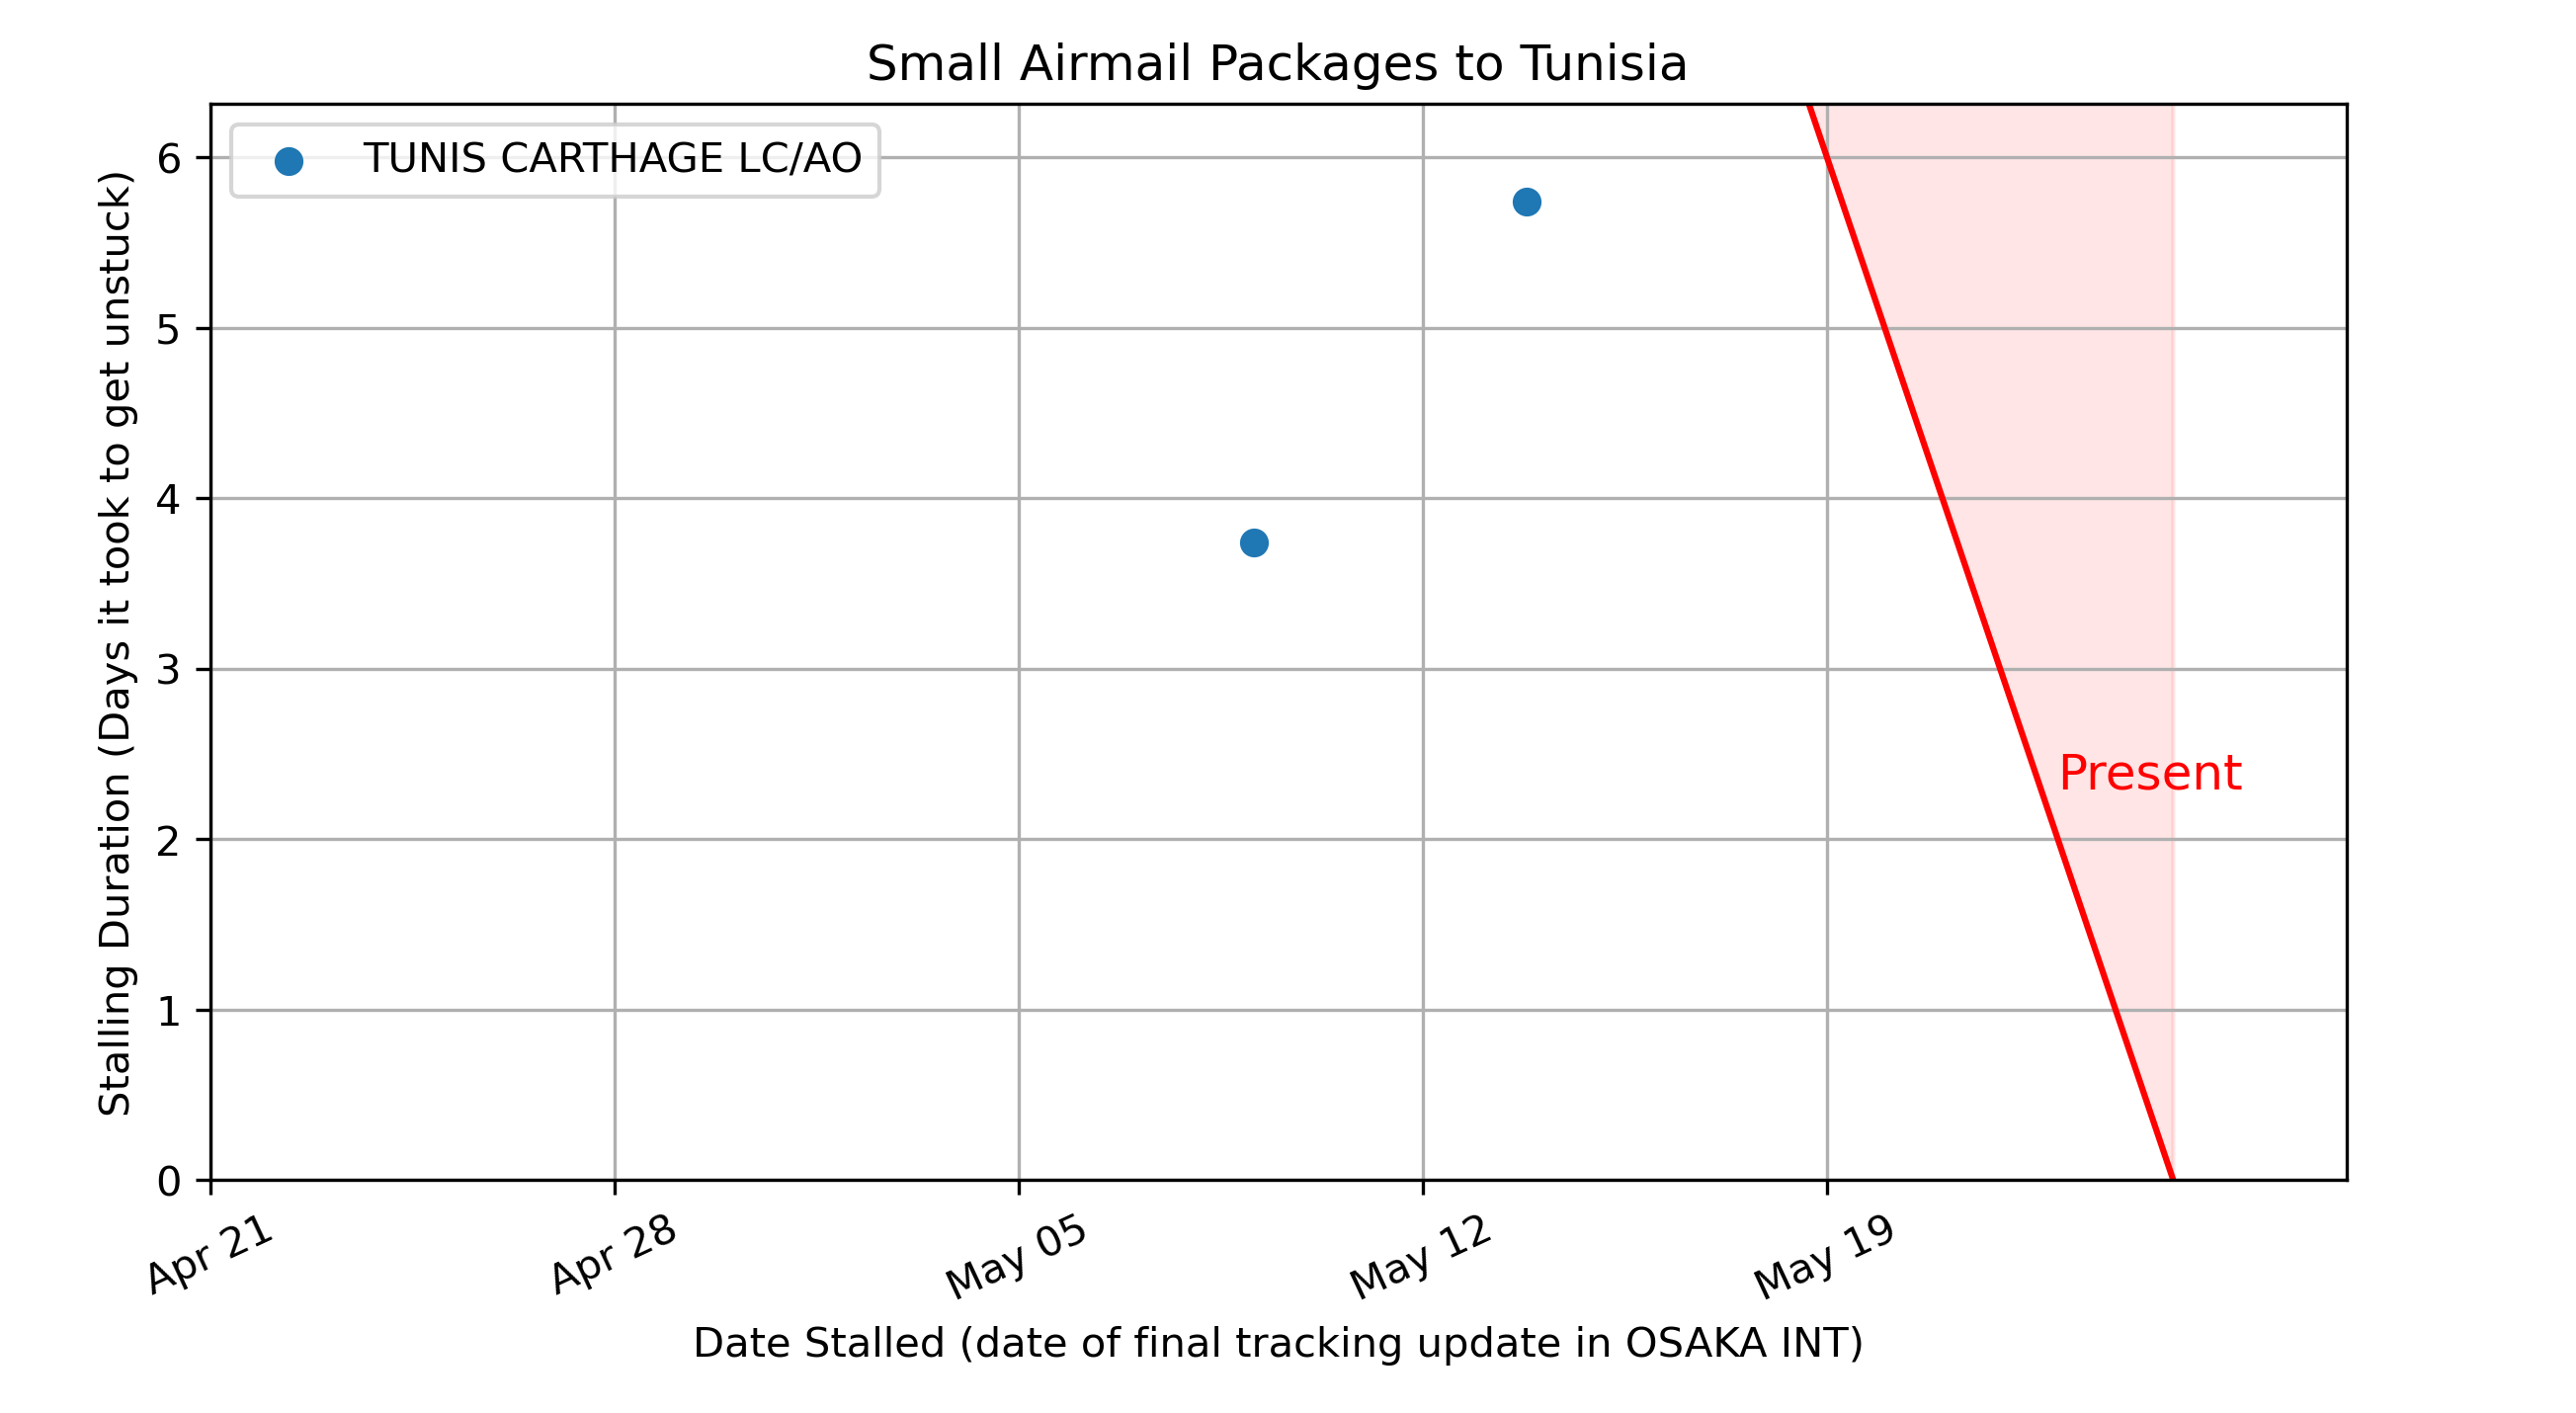 Small Airmail Packages to Tunisia
TUNIS CARTHAGE LC/AO
Stalling Duration (Days it took to get unstuck)
6
5
4
3
2
1
0
Present
Apr 21
Apr 28
May 05
May 12
May 19
Date Stalled (date of final tracking update in OSAKA INT)